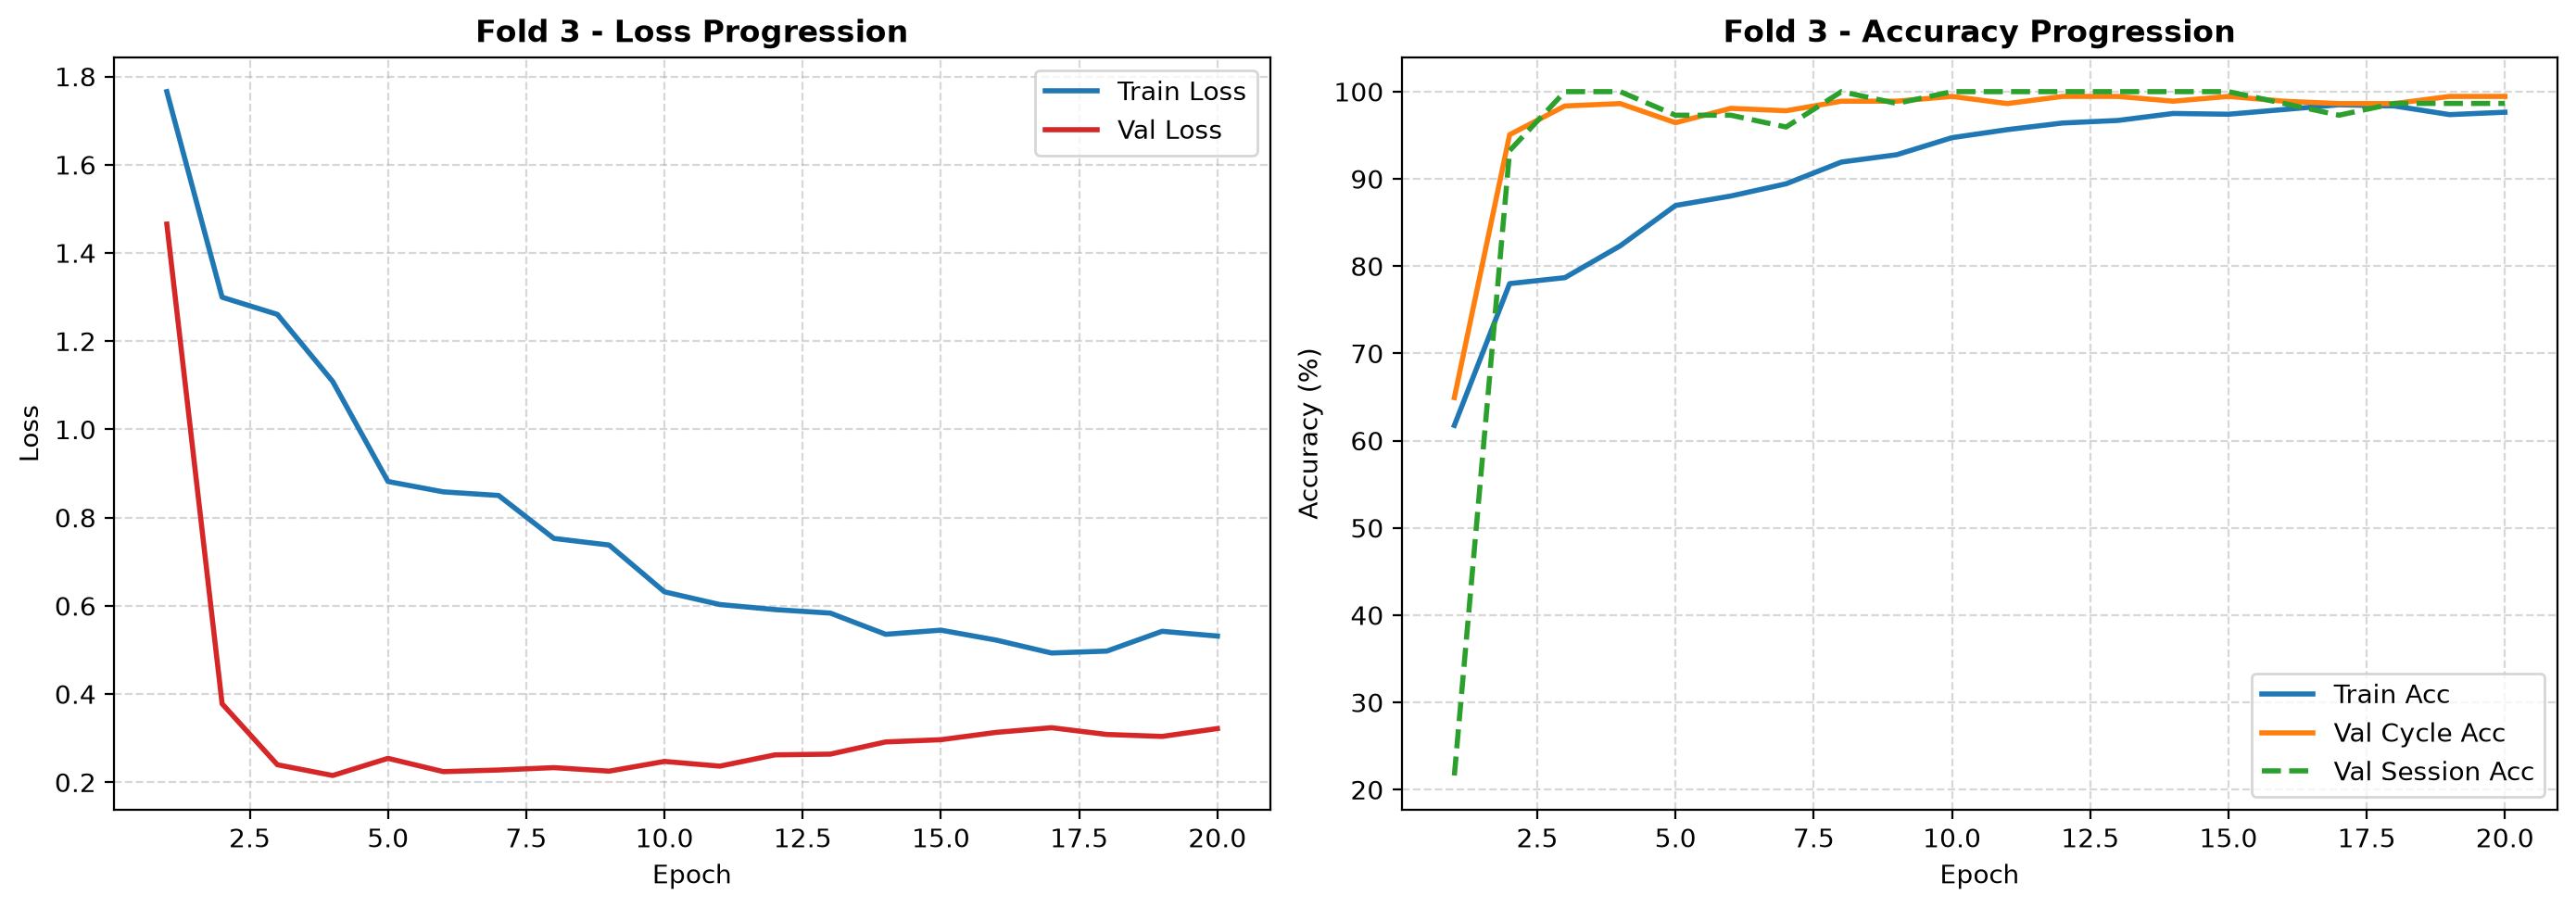 Fold 3 - Loss Progression
1.8
1.6
1.4
1.2
1.0
0.8
0.6
0.4
0.2
Loss
2.5 5.0 7.5 10.0 12.5 15.0 17.5 20.0
Epoch
Train Loss
Val Loss
Fold 3 - Accuracy Progression
100
90
80
70
60
50
40
30
20
Accuracy (%)
2.5 5.0 7.5 10.0 12.5 15.0 17.5 20.0
Epoch
Train Acc
Val Cycle Acc
Val Session Acc